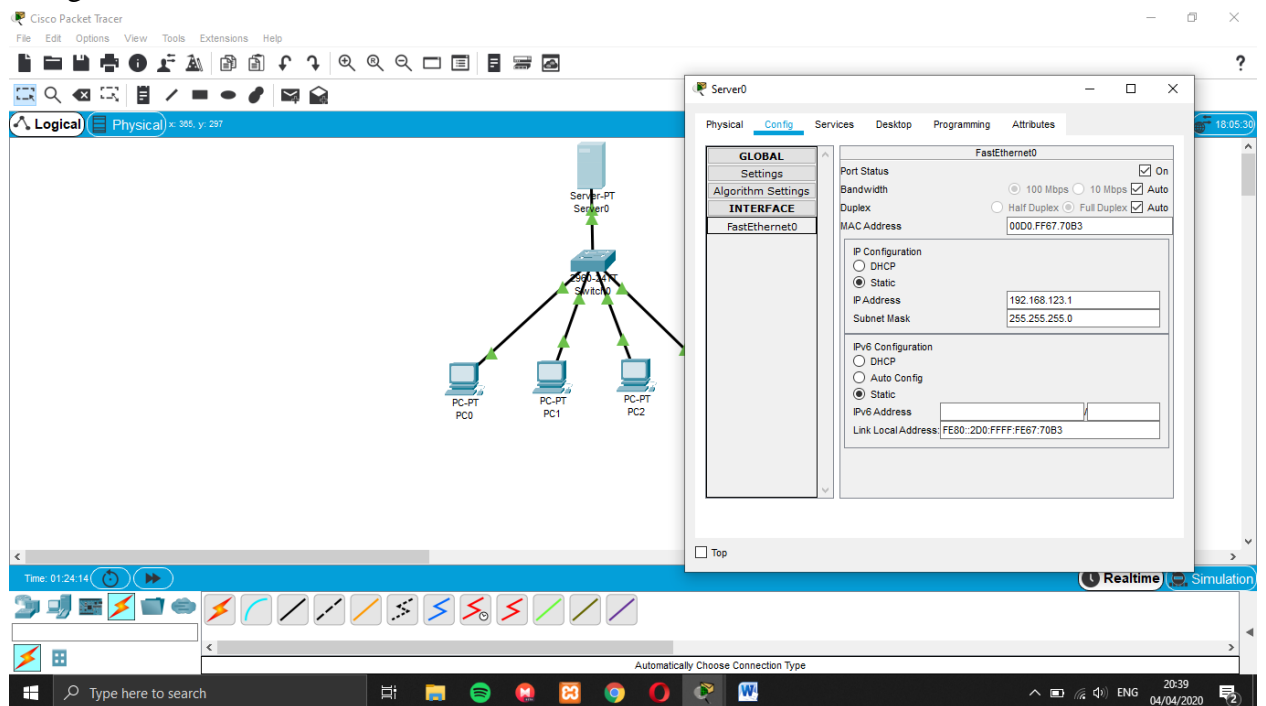 Cisco Packet Tracer
File Edit Options View Tools Extensions Help
?
Logical Physical x: 365, y: 297
18:05:30
Server-PT
Server0
2960-24TT
Switch0
PC-PT
PC0
PC-PT
PC1
PC-PT
PC2
Server0
Physical Config Services Desktop Programming Attributes
GLOBAL
Settings
Algorithm Settings
INTERFACE
FastEthernet0
FastEthernet0
Port Status On
Bandwidth 100 Mbps 10 Mbps Auto
Duplex Half Duplex Full Duplex Auto
MAC Address 00D0.FF67.70B3
IP Configuration
DHCP
Static
IP Address 192.168.123.1
Subnet Mask 255.255.255.0
IPv6 Configuration
DHCP
Auto Config
Static
IPv6 Address /
Link Local Address: FE80::2D0:FFFF:FE67:70B3
Top
Time: 01:24:14
Realtime Simulation
Automatically Choose Connection Type
Type here to search
ENG
20:39
04/04/2020
2